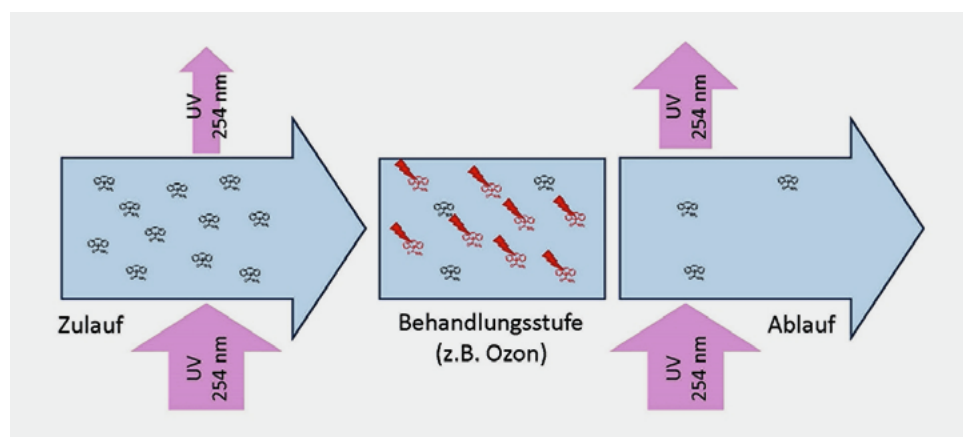 UV
254 nm
UV
254 nm
Zulauf
UV
254 nm
Behandlungsstufe
(z.B. Ozon)
UV
254 nm
Ablauf